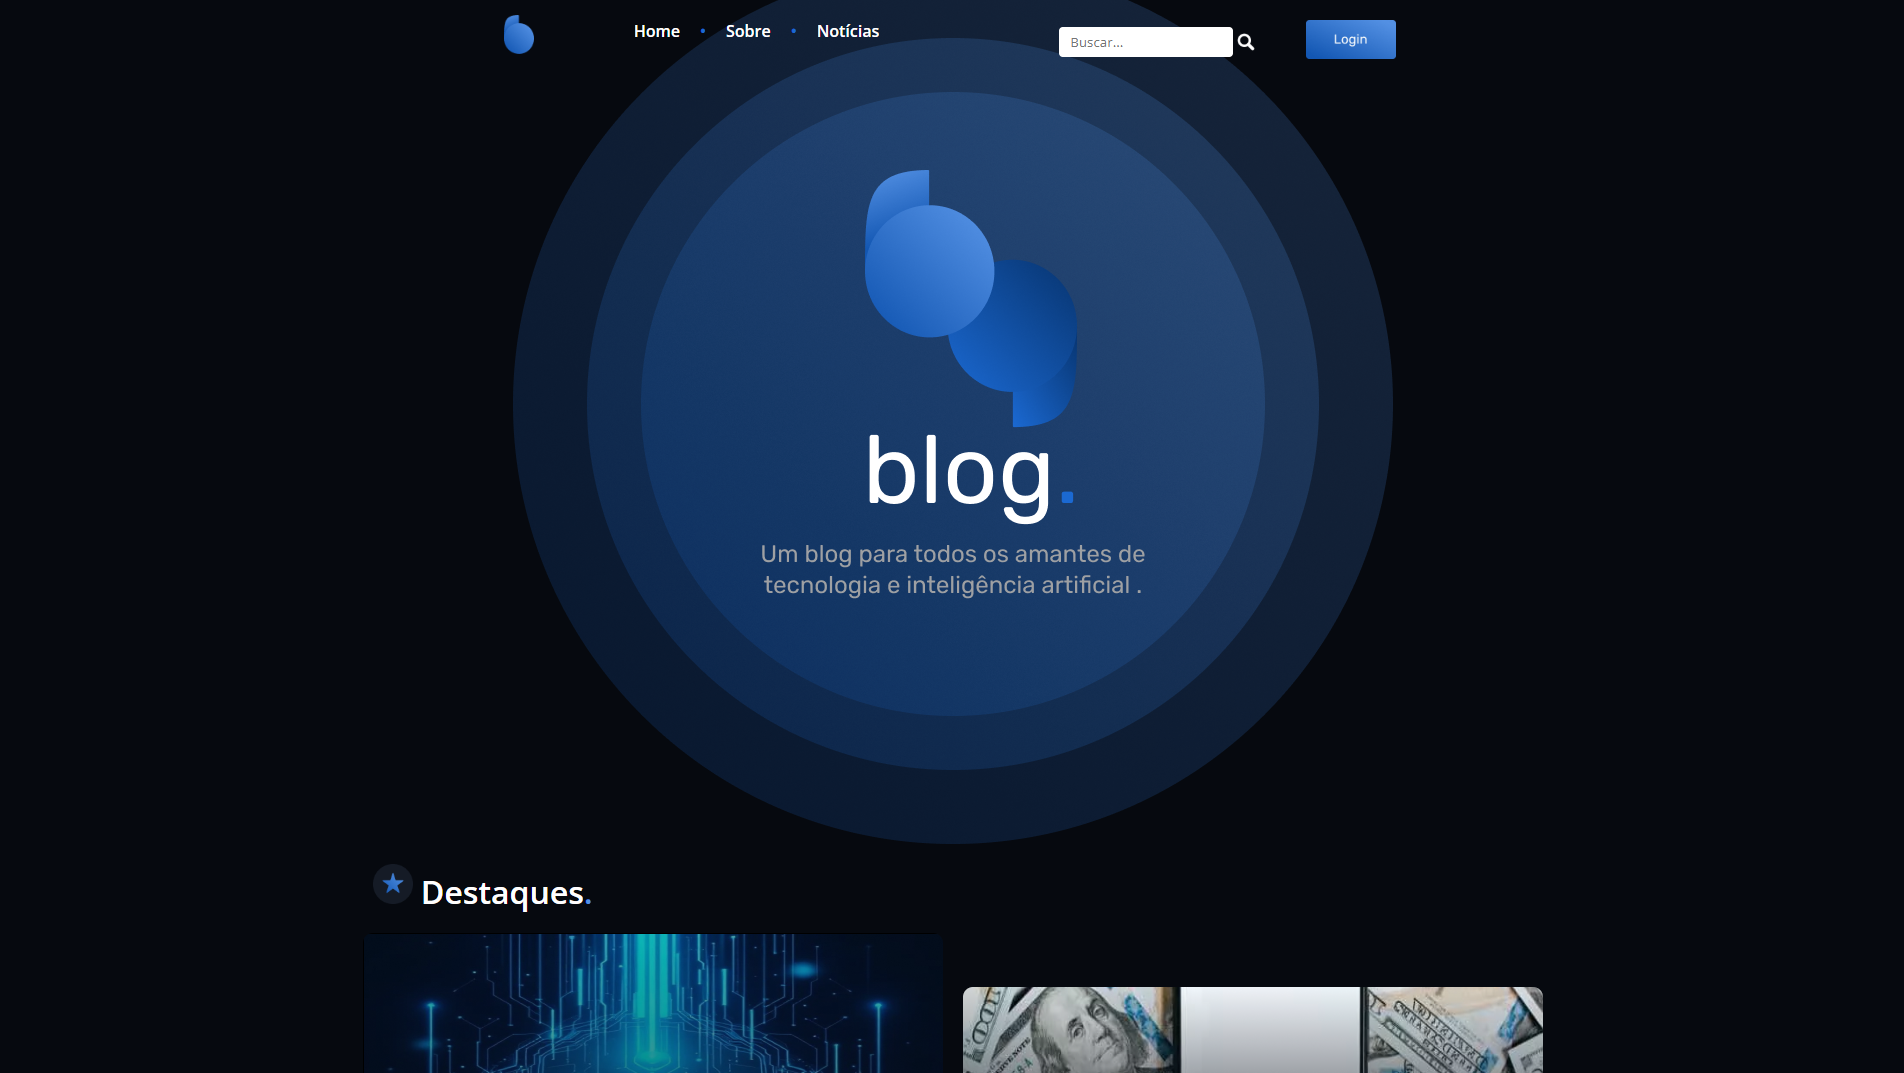 Home • Sobre • Notícias
Buscar...
Login
blog.
Um blog para todos os amantes de
tecnologia e inteligência artificial .
Destaques.